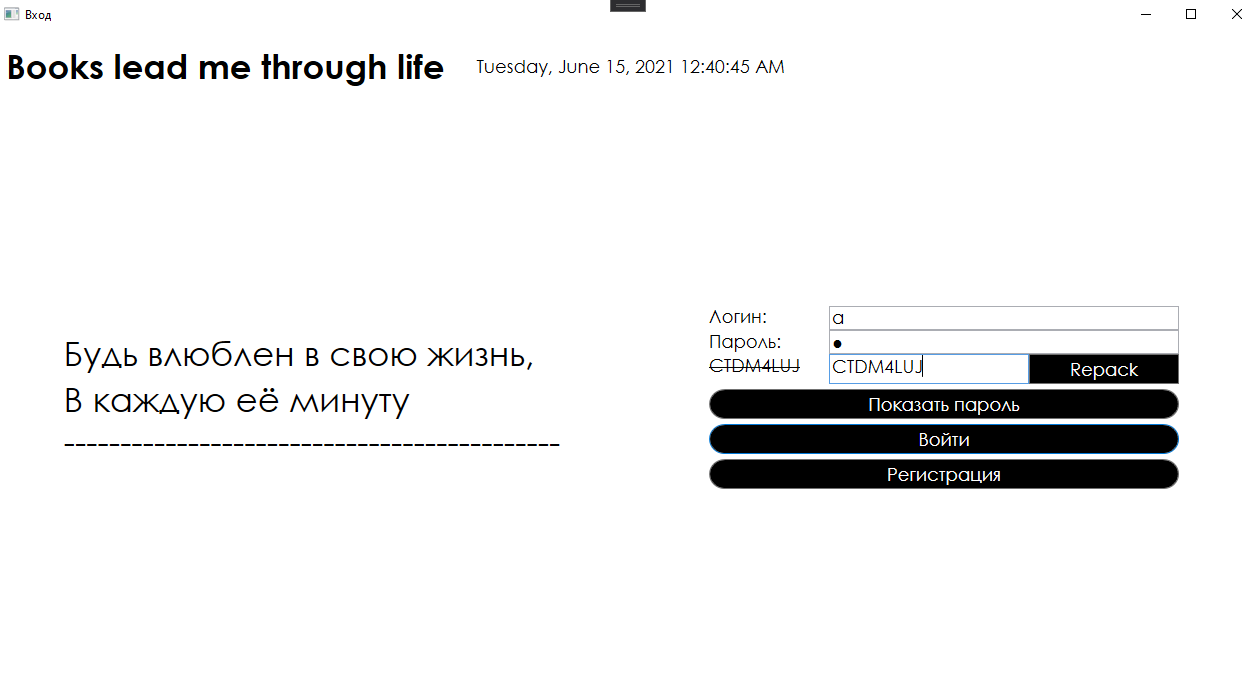 Вход
Books lead me through life
Tuesday, June 15, 2021 12:40:45 AM
Будь влюблен в свою жизнь,
В каждую её минуту
--------------------------------------------
Логин: a
Пароль: ●
CTDM4LUJ CTDM4LUJ Repack
Показать пароль
Войти
Регистрация